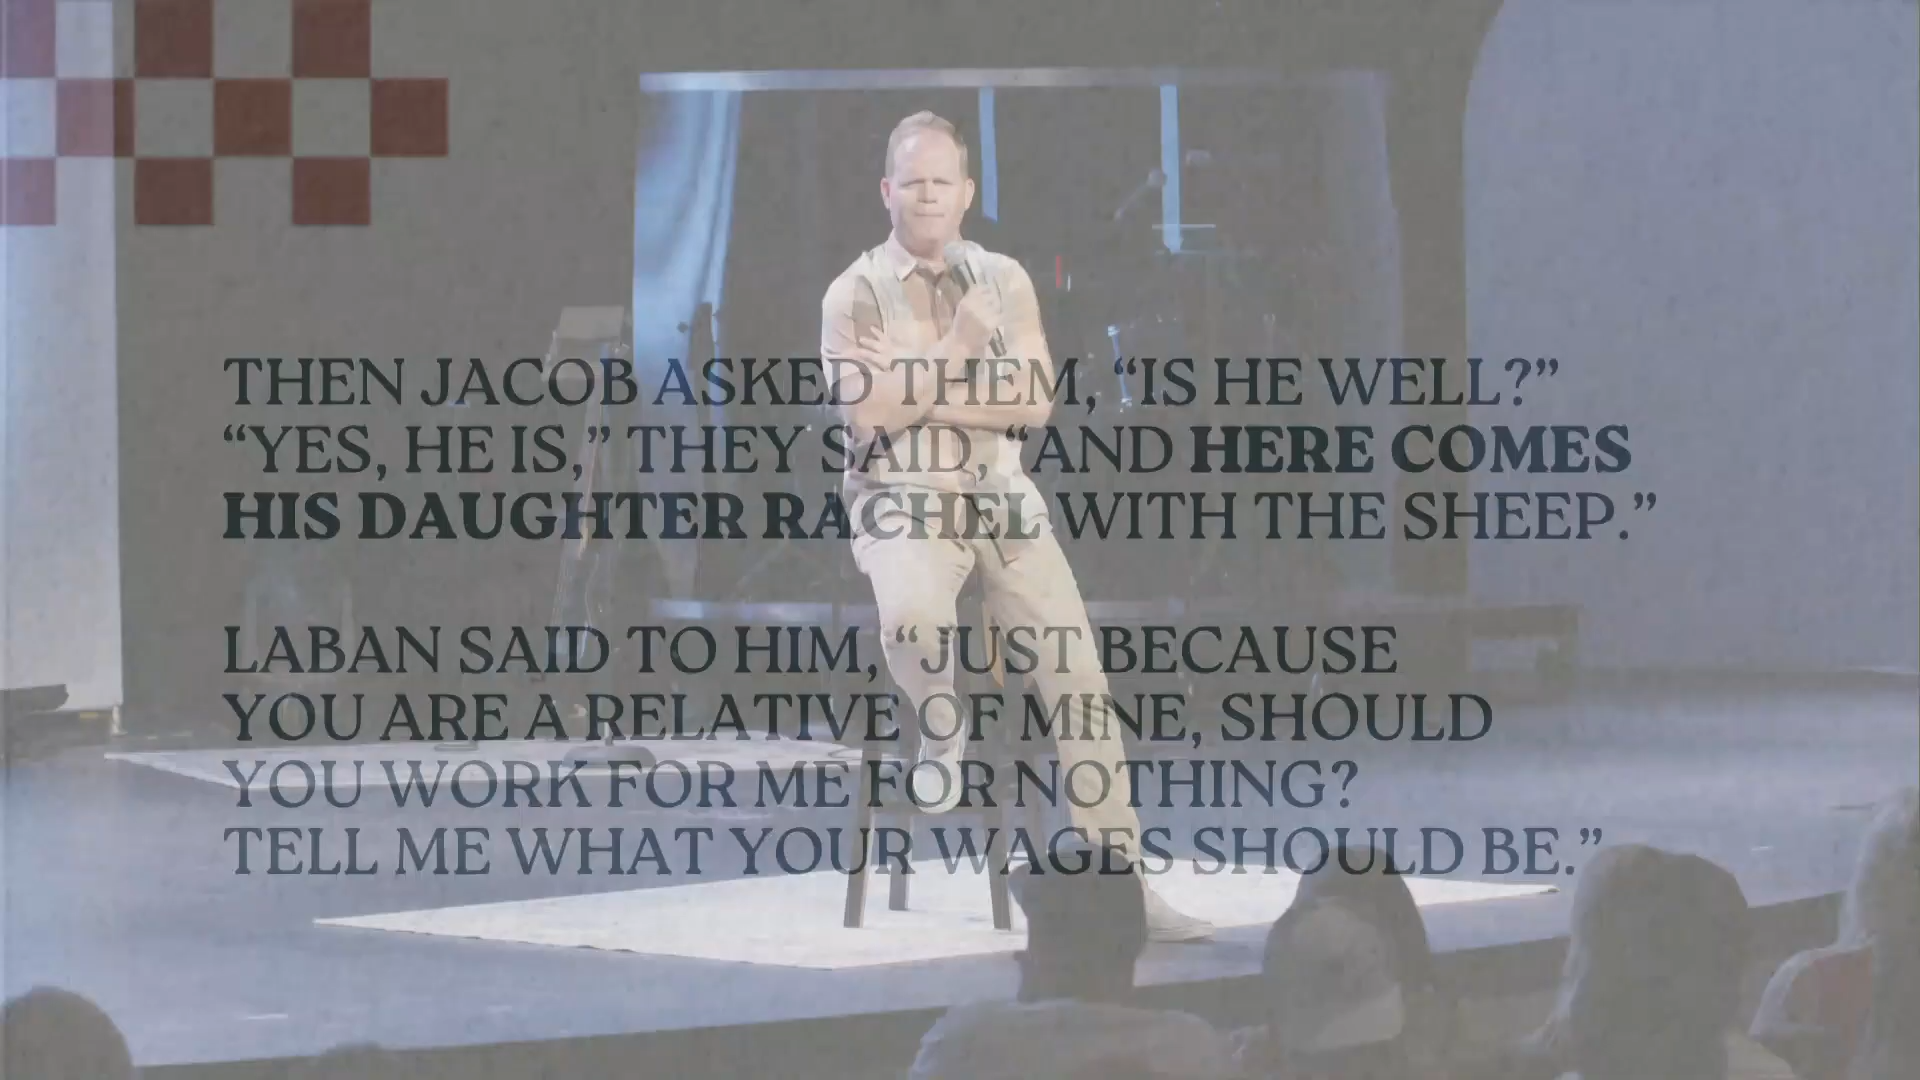 THEN JACOB ASKED THEM, “IS HE WELL?”
“YES, HE IS,” THEY SAID, “AND HERE COMES
HIS DAUGHTER RACHEL WITH THE SHEEP.”
LABAN SAID TO HIM, “JUST BECAUSE
YOU ARE A RELATIVE OF MINE, SHOULD
YOU WORK FOR ME FOR NOTHING?
TELL ME WHAT YOUR WAGES SHOULD BE.”